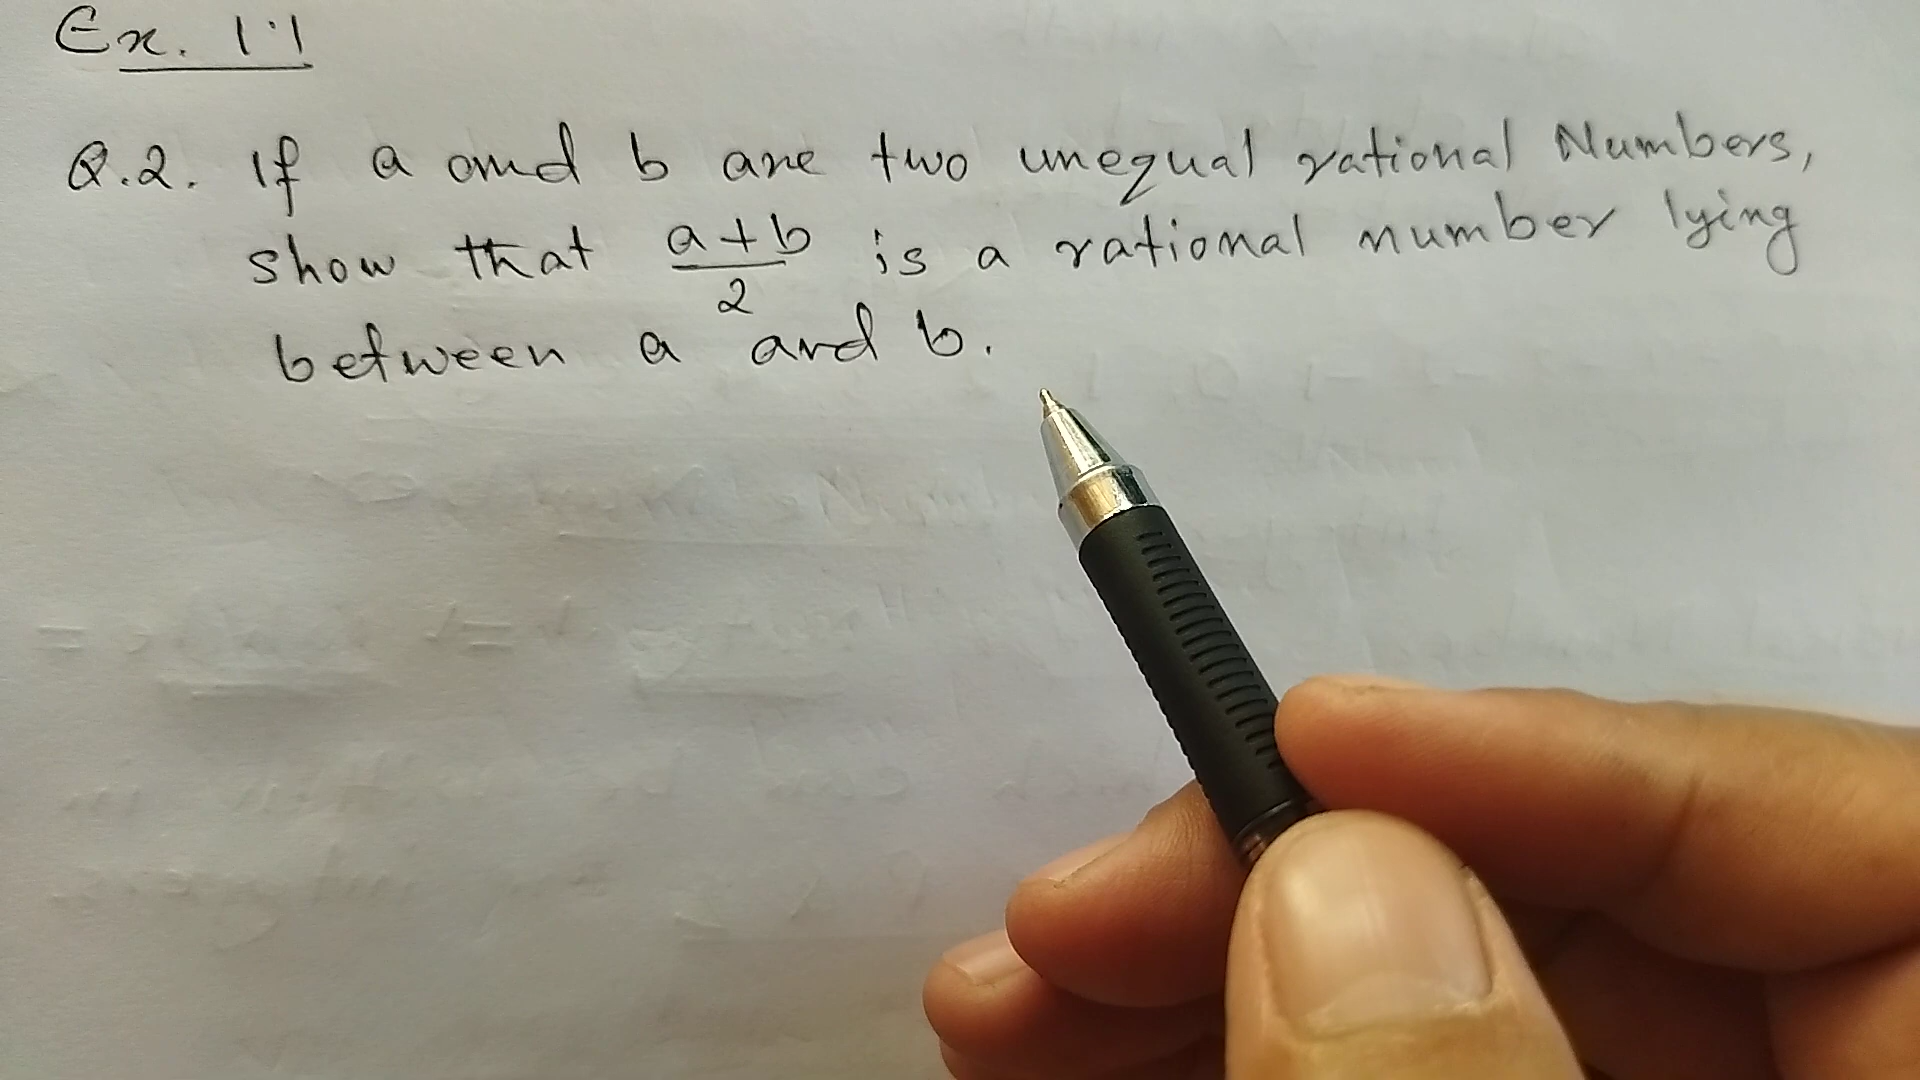 Ex. 1.1
Q.2. If a and b are two unequal rational Numbers,
show that a+b/2 is a rational number lying
between a and b.